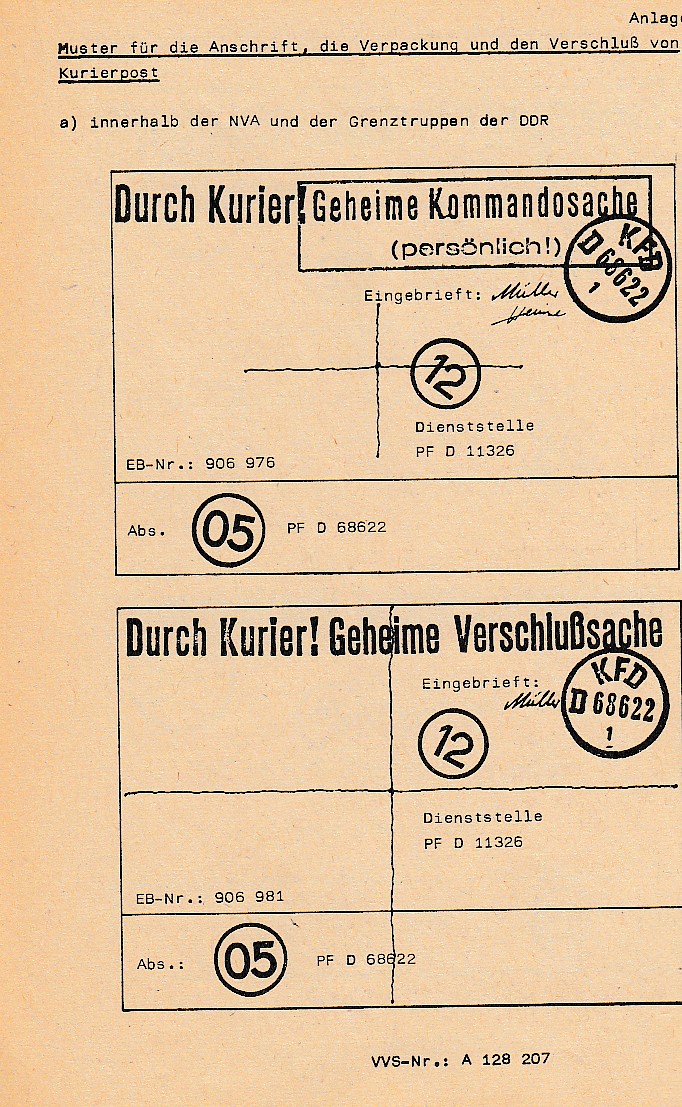 Anlage
Muster für die Anschrift, die Verpackung und den Verschluß von
Kurierpost
a) innerhalb der NVA und der Grenztruppen der DDR
Durch Kurier! Geheime Kommandosache
(persönlich!)
KFD
D 68622
1
Eingebrieft: Müller
Heine
12
Dienststelle
PF D 11326
EB-Nr.: 906 976
Abs. 05 PF D 68622
Durch Kurier! Geheime Verschlußsache
Eingebrieft:
Müller
KFD
D 68622
1
12
Dienststelle
PF D 11326
EB-Nr.: 906 981
Abs.: 05 PF D 68622
VVS-Nr.: A 128 207